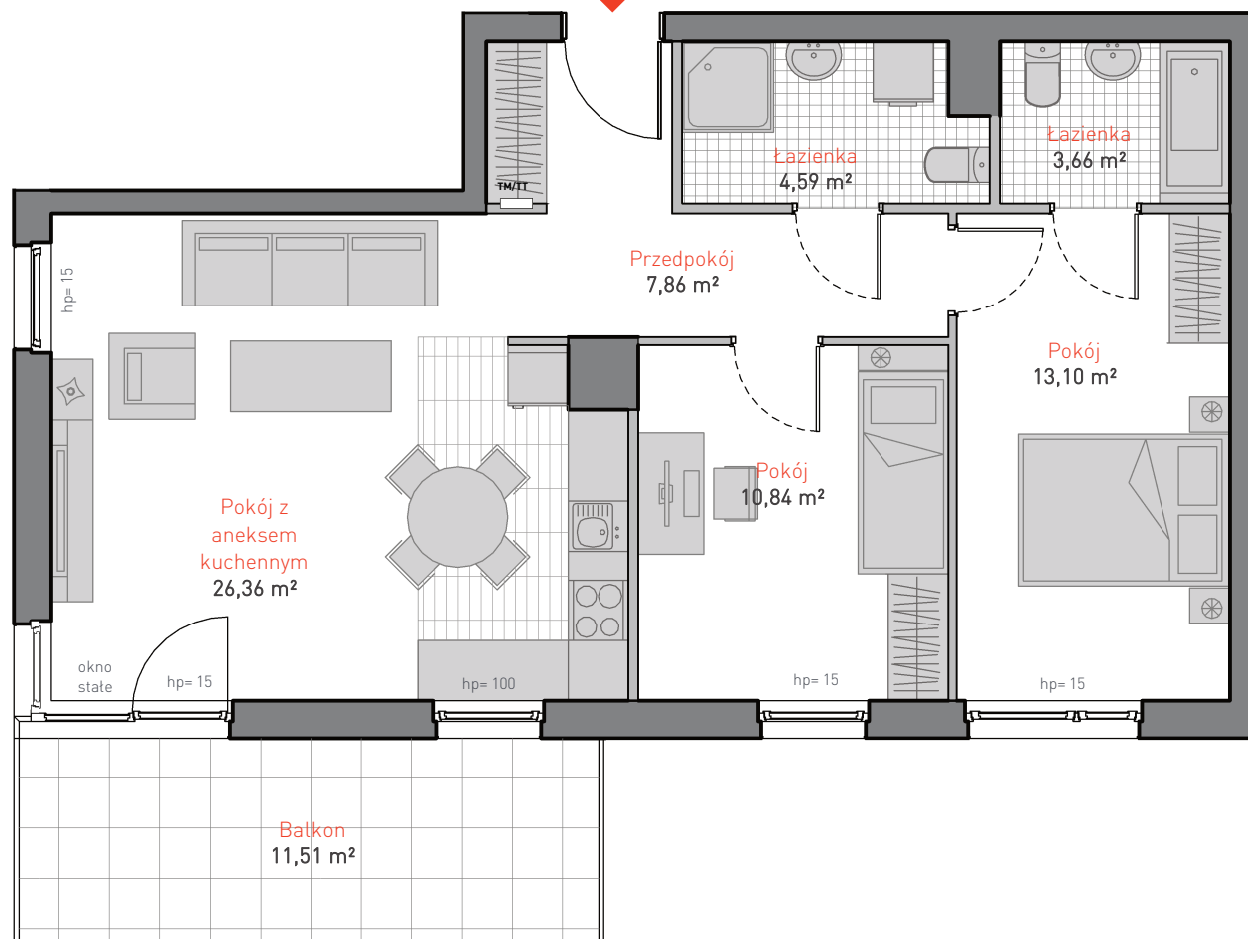 TM/TT
Łazienka
4,59 m²
Łazienka
3,66 m²
Przedpokój
7,86 m²
hp= 15
Pokój
13,10 m²
Pokój
10,84 m²
Pokój z
aneksem
kuchennym
26,36 m²
okno
stałe
hp= 15
hp= 100
hp= 15
hp= 15
Balkon
11,51 m²